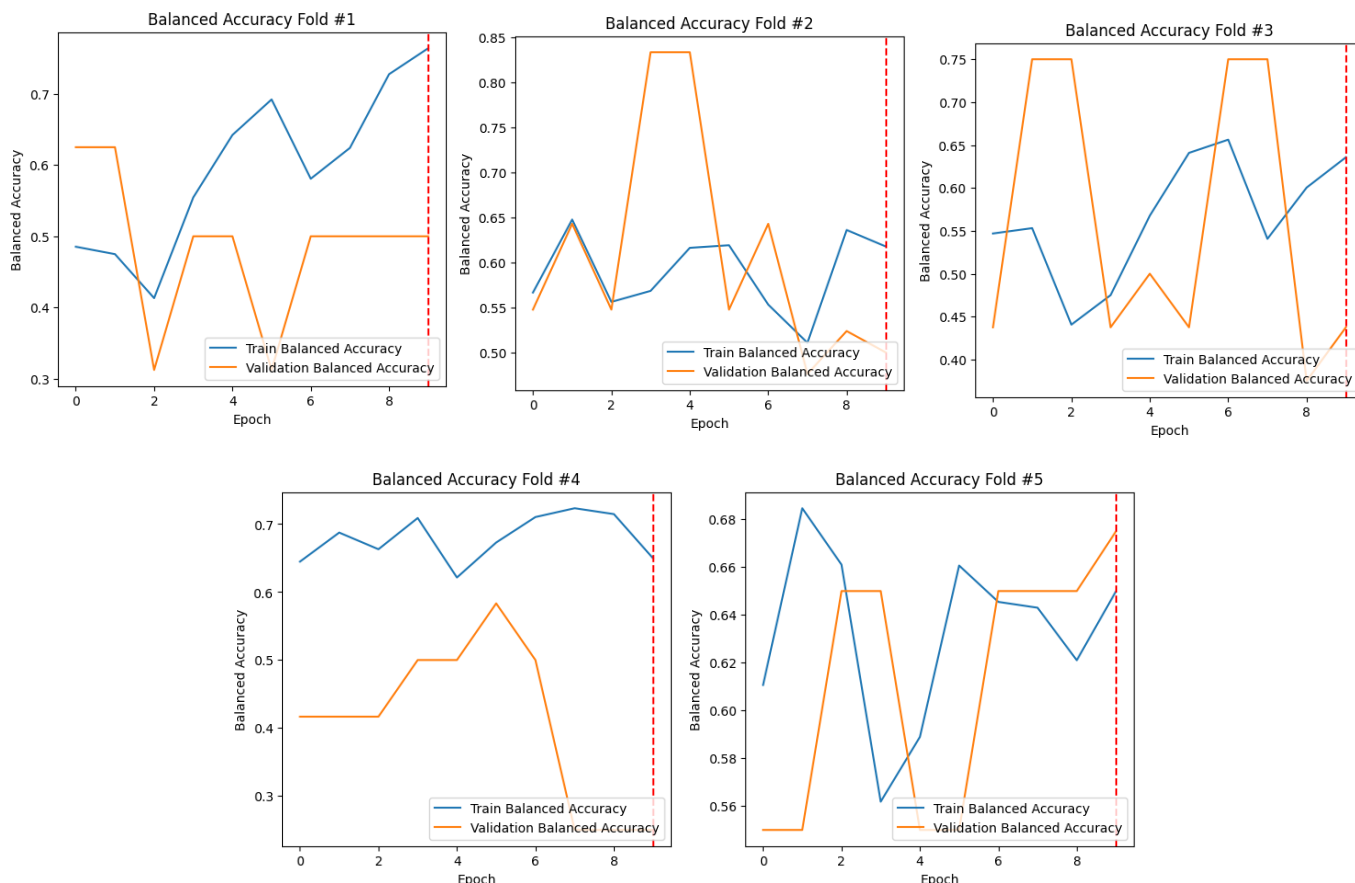 Balanced Accuracy Fold #1
Balanced Accuracy
0.7
0.6
0.5
0.4
0.3
0 2 4 6 8
Epoch
Train Balanced Accuracy
Validation Balanced Accuracy
Balanced Accuracy Fold #2
Balanced Accuracy
0.85
0.80
0.75
0.70
0.65
0.60
0.55
0.50
0 2 4 6 8
Epoch
Train Balanced Accuracy
Validation Balanced Accuracy
Balanced Accuracy Fold #3
Balanced Accuracy
0.75
0.70
0.65
0.60
0.55
0.50
0.45
0.40
0 2 4 6 8
Epoch
Train Balanced Accuracy
Validation Balanced Accuracy
Balanced Accuracy Fold #4
Balanced Accuracy
0.7
0.6
0.5
0.4
0.3
0 2 4 6 8
Epoch
Train Balanced Accuracy
Validation Balanced Accuracy
Balanced Accuracy Fold #5
Balanced Accuracy
0.68
0.66
0.64
0.62
0.60
0.58
0.56
0 2 4 6 8
Epoch
Train Balanced Accuracy
Validation Balanced Accuracy